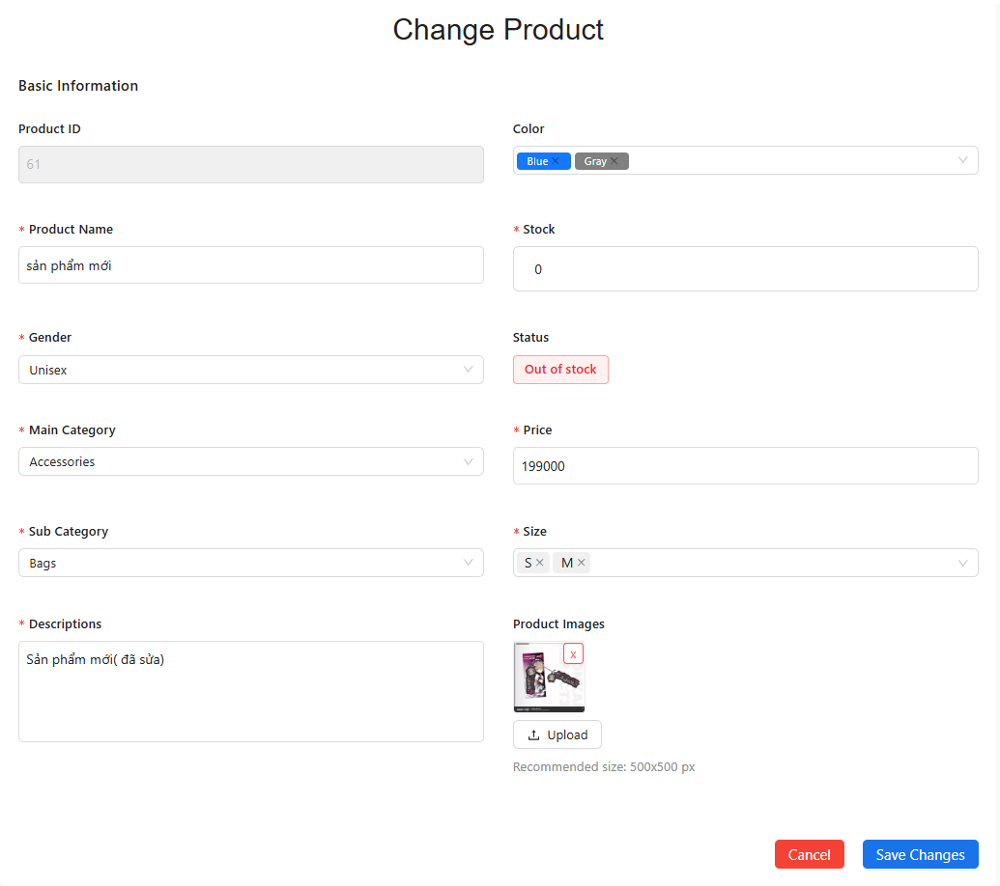 Change Product
Basic Information
Product ID
61
Color
Blue ×
Gray ×
* Product Name
sản phẩm mới
* Stock
0
* Gender
Unisex
Status
Out of stock
* Main Category
Accessories
* Price
199000
* Sub Category
Bags
* Size
S ×
M ×
* Descriptions
Sản phẩm mới( đã sửa)
Product Images
x
Upload
Recommended size: 500x500 px
Cancel
Save Changes